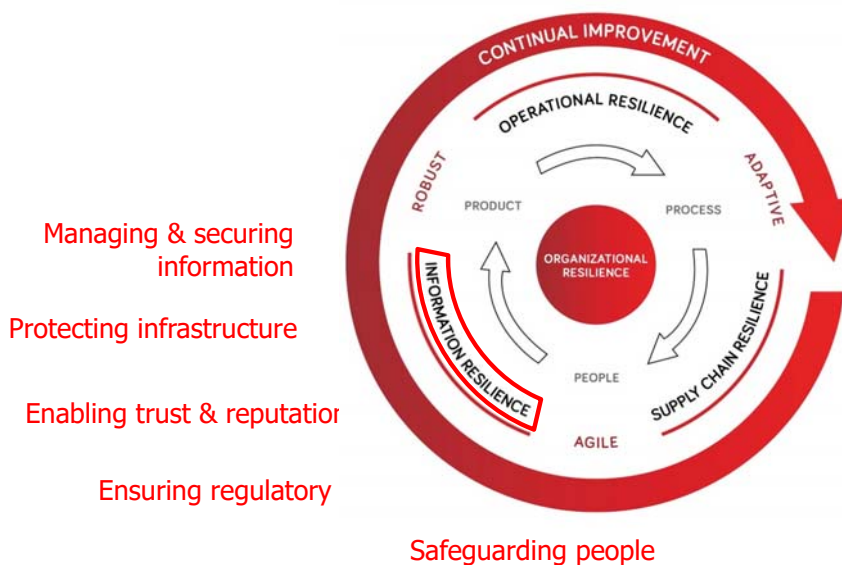 CONTINUAL IMPROVEMENT
OPERATIONAL RESILIENCE
ROBUST
ADAPTIVE
PRODUCT
PROCESS
ORGANIZATIONAL
RESILIENCE
INFORMATION RESILIENCE
SUPPLY CHAIN RESILIENCE
PEOPLE
AGILE
Managing & securing
information
Protecting infrastructure
Enabling trust & reputation
Ensuring regulatory
Safeguarding people